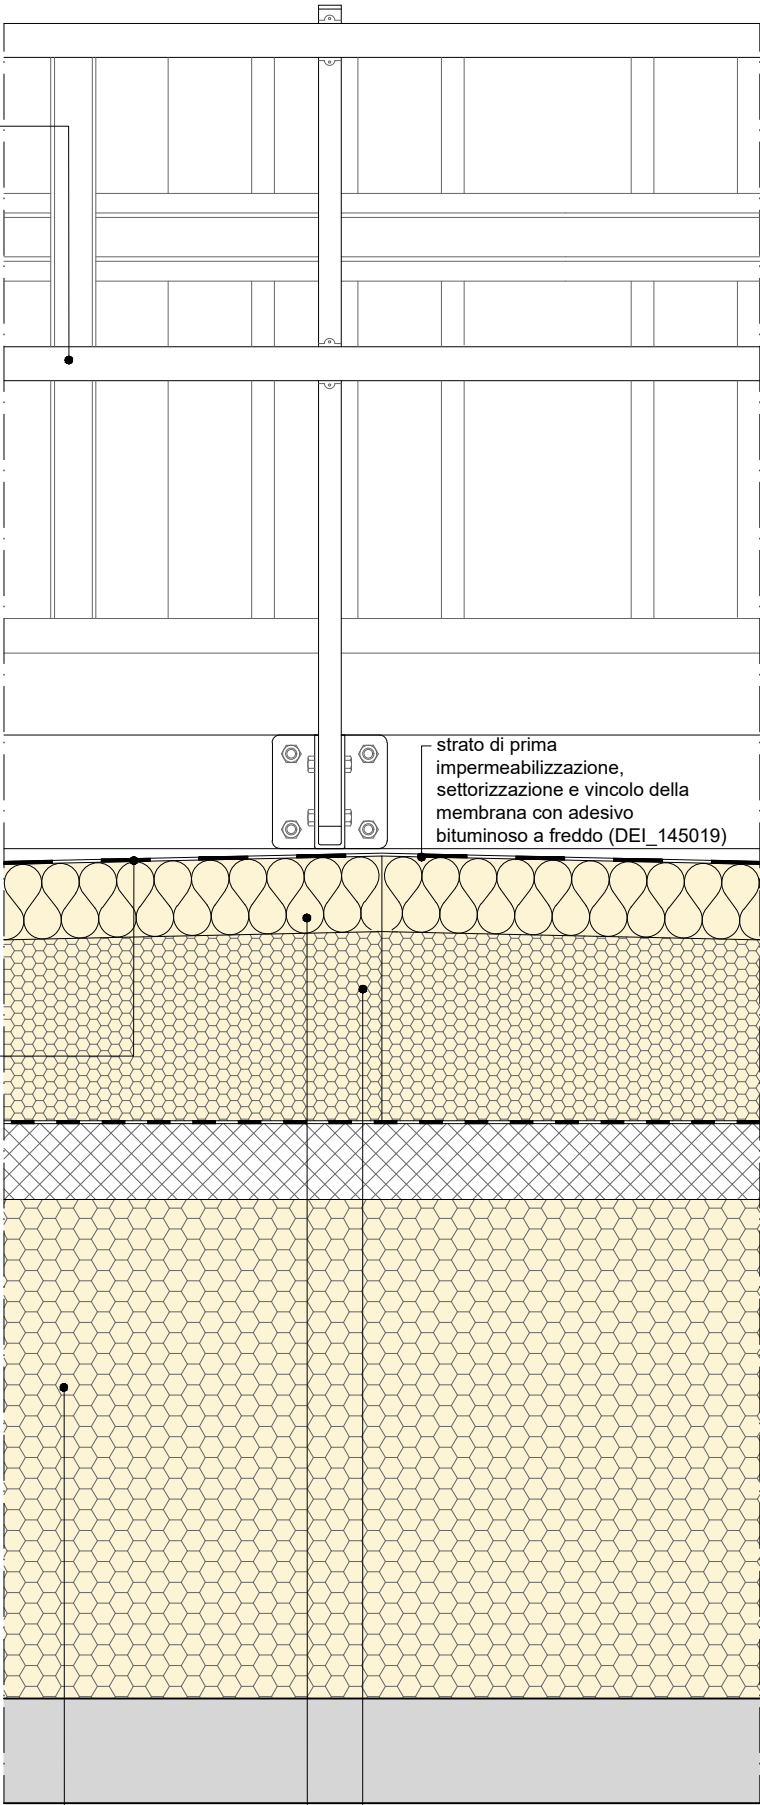 strato di prima
impermeabilizzazione,
settorizzazione e vincolo della
membrana con adesivo
bituminoso a freddo (DEI_145019)